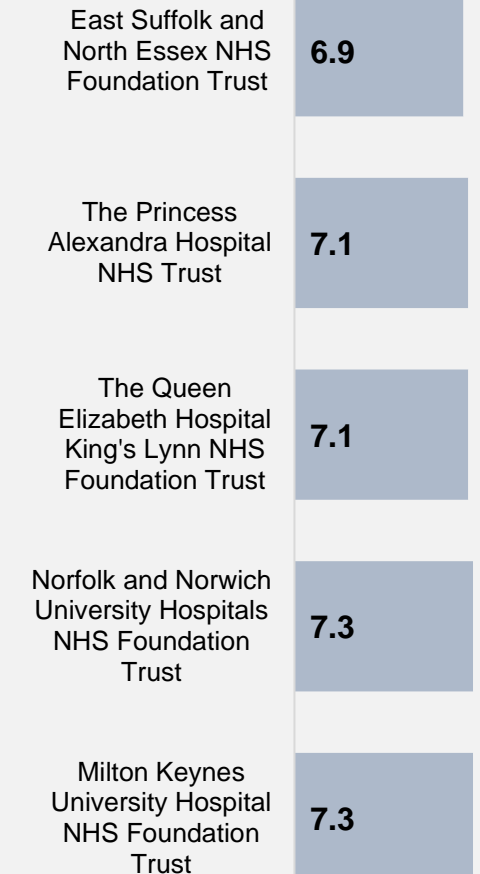 East Suffolk and
North Essex NHS
Foundation Trust
6.9
The Princess
Alexandra Hospital
NHS Trust
7.1
The Queen
Elizabeth Hospital
King's Lynn NHS
Foundation Trust
7.1
Norfolk and Norwich
University Hospitals
NHS Foundation
Trust
7.3
Milton Keynes
University Hospital
NHS Foundation
Trust
7.3